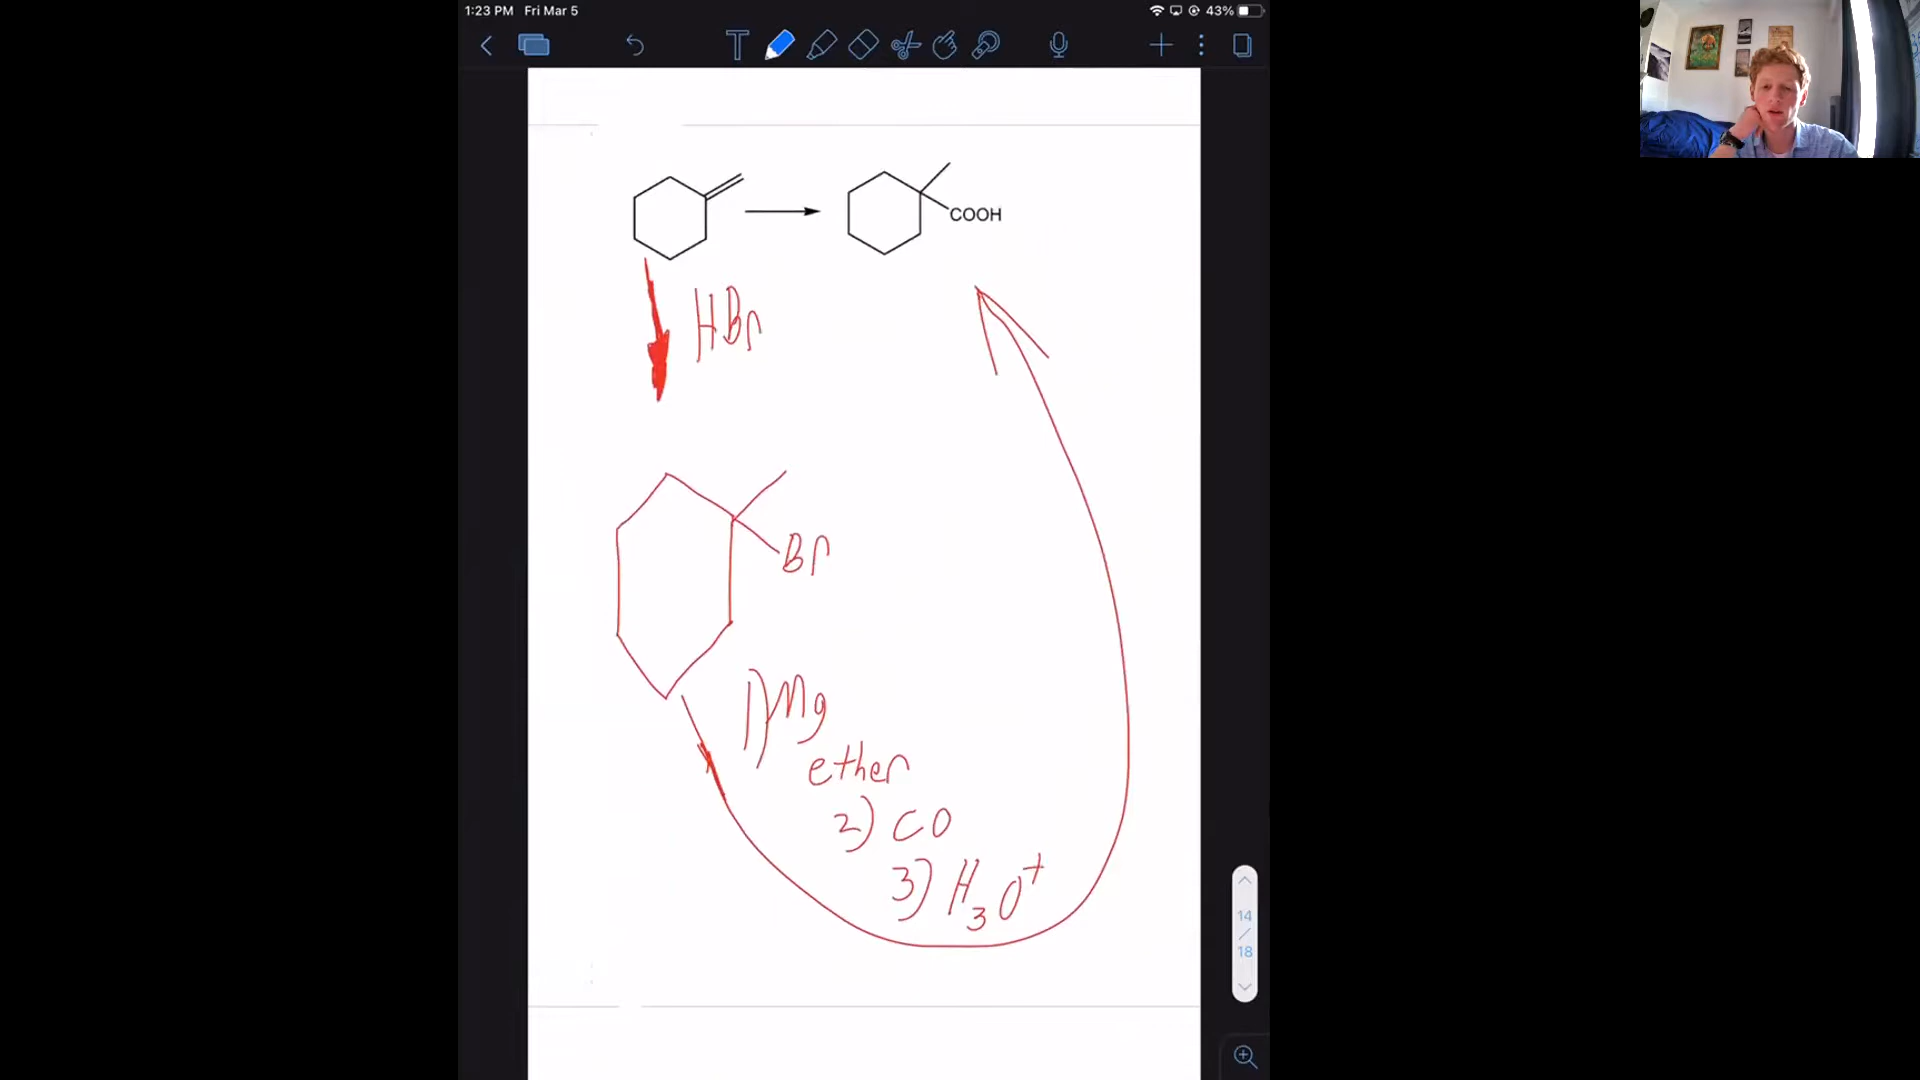 1:23 PM Fri Mar 5
43%
T
COOH
HBr
Br
1) Mg
ether
2) CO
3) H3O+
14
/
18